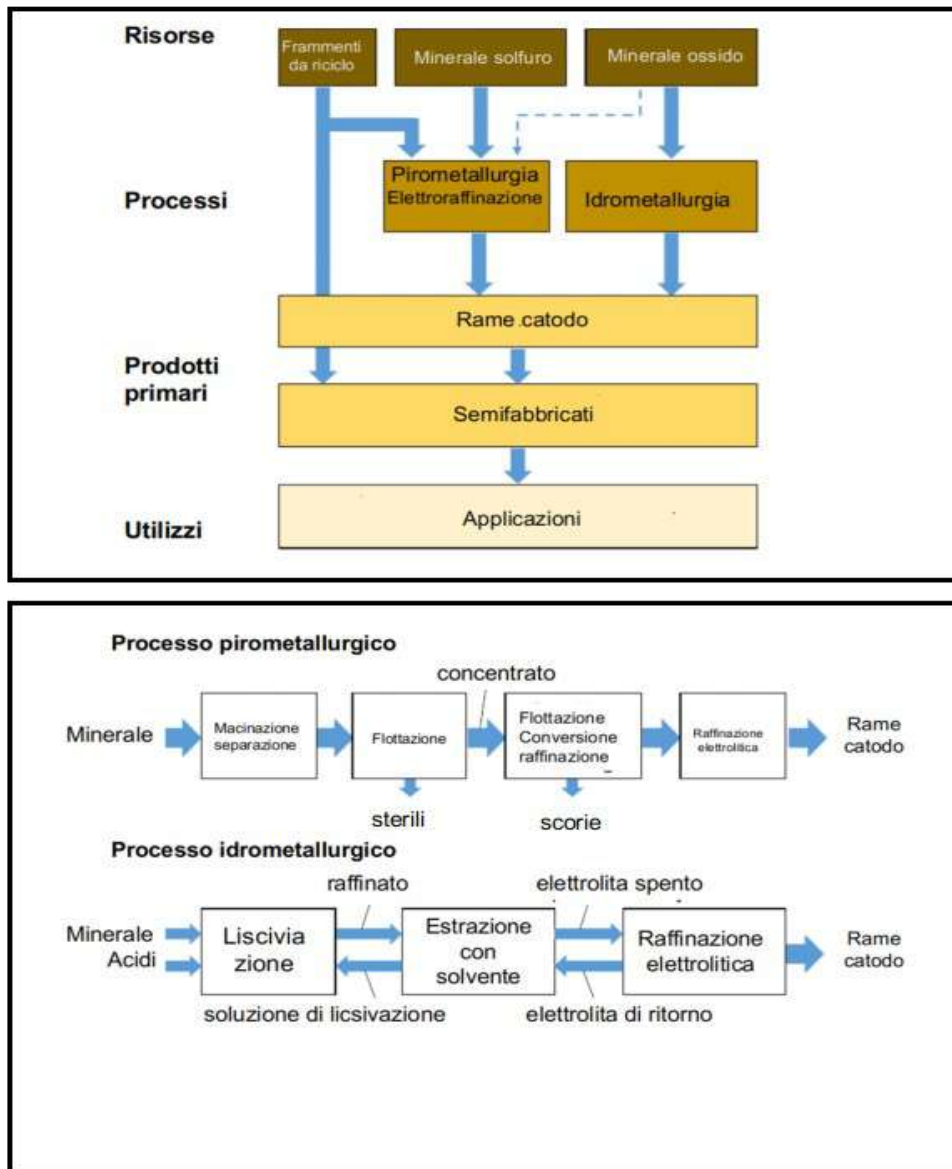 Risorse
Frammenti
da riciclo
Minerale solfuro
Minerale ossido
Processi
Pirometallurgia
Elettroraffinazione
Idrometallurgia
Rame catodo
Prodotti
primari
Semifabbricati
Utilizzi
Applicazioni
Processo pirometallurgico
concentrato
Minerale
Macinazione
separazione
Flottazione
Flottazione
Conversione
raffinazione
Raffinazione
elettrolitica
Rame
catodo
sterili
scorie
Processo idrometallurgico
raffinato
elettrolita spento
Minerale
Acidi
Liscivia
zione
Estrazione
con
solvente
Raffinazione
elettrolitica
Rame
catodo
soluzione di licsivazione
elettrolita di ritorno